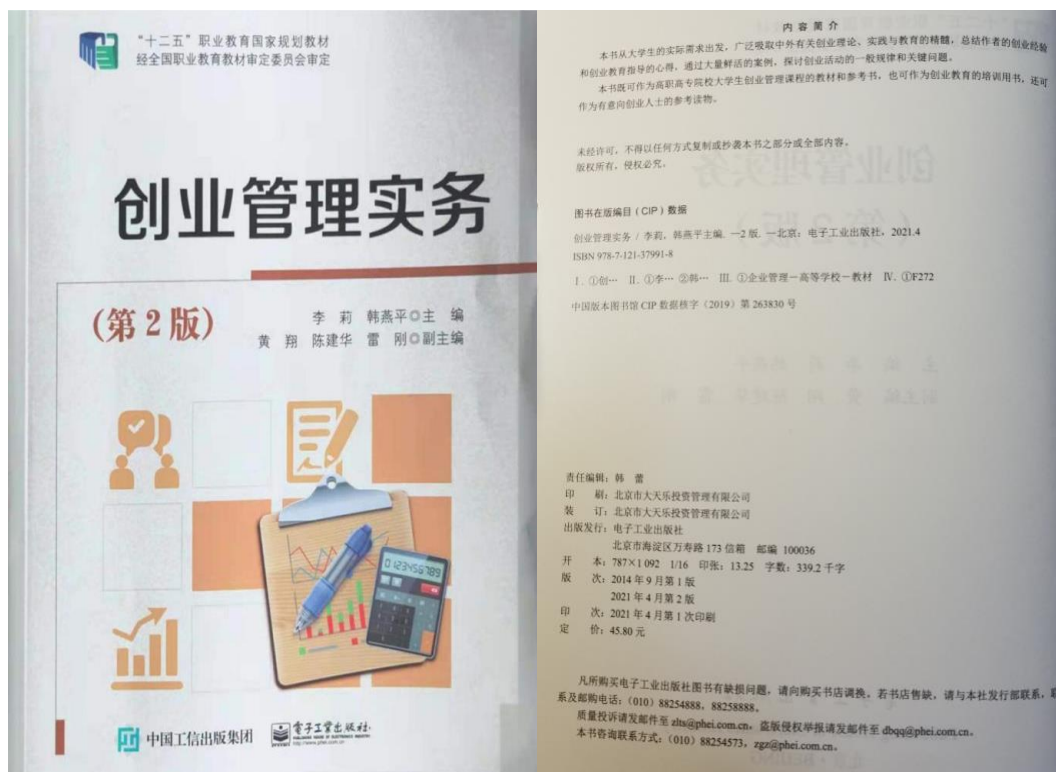 “十二五”职业教育国家规划教材
经全国职业教育教材审定委员会审定
创业管理实务
（第2版）
李 莉 韩燕平◎主 编
黄 翔 陈建华 雷 刚◎副主编
0123456789
中国工信出版集团
电子工业出版社
PUBLISHING HOUSE OF ELECTRONICS INDUSTRY
http://www.phei.com.cn
内 容 简 介
本书从大学生的实际需求出发，广泛吸取中外有关创业理论、实践与教育的精髓，总结作者的创业经验
和创业教育指导的心得，通过大量鲜活的案例，探讨创业活动的一般规律和关键问题。
本书既可作为高职高专院校大学生创业管理课程的教材和参考书，也可作为创业教育的培训用书，还可
作为有意向创业人士的参考读物。
未经许可，不得以任何方式复制或抄袭本书之部分或全部内容。
版权所有，侵权必究。
图书在版编目（CIP）数据
创业管理实务 / 李莉，韩燕平主编. —2版. —北京：电子工业出版社，2021.4
ISBN 978-7-121-37991-8
Ⅰ. ①创… Ⅱ. ①李… ②韩… Ⅲ. ①企业管理－高等学校－教材 Ⅳ. ①F272
中国版本图书馆 CIP 数据核字（2019）第 263830 号
责任编辑：韩 蕾
印 刷：北京市大天乐投资管理有限公司
装 订：北京市大天乐投资管理有限公司
出版发行：电子工业出版社
北京市海淀区万寿路 173 信箱 邮编 100036
开 本：787×1 092 1/16 印张：13.25 字数：339.2 千字
版 次：2014 年 9 月第 1 版
2021 年 4 月第 2 版
印 次：2021 年 4 月第 1 次印刷
定 价：45.80 元
凡所购买电子工业出版社图书有缺损问题，请向购买书店调换。若书店售缺，请与本社发行部联系，联
系及邮购电话：（010）88254888，88258888。
质量投诉请发邮件至 zlts@phei.com.cn，盗版侵权举报请发邮件至 dbqq@phei.com.cn。
本书咨询联系方式：（010）88254573，zgz@phei.com.cn。